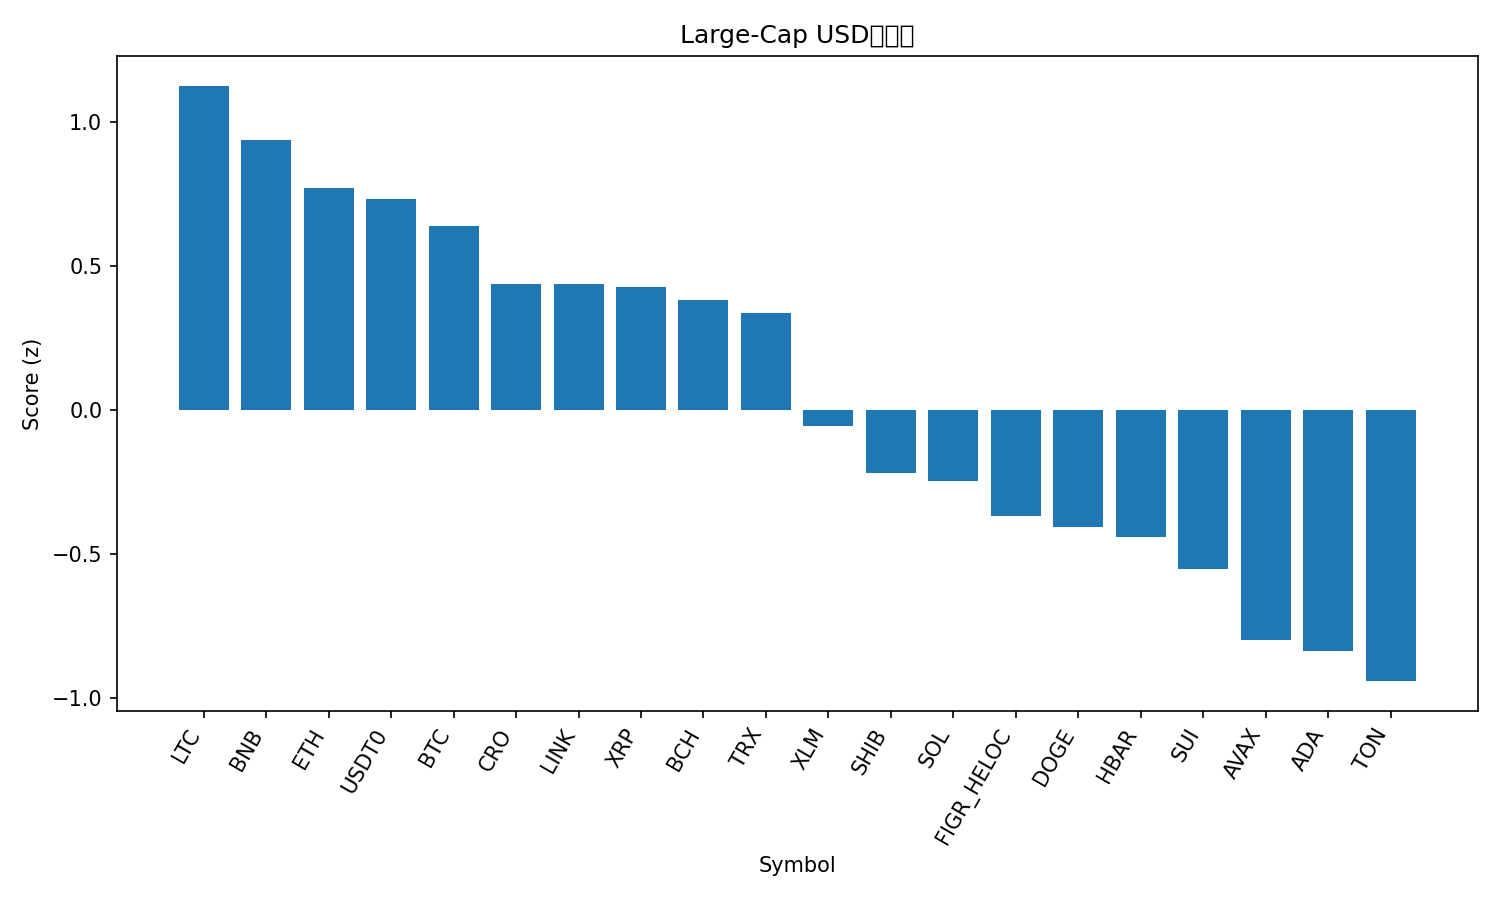 Large-Cap USD
Score (z)
1.0
0.5
0.0
−0.5
−1.0
LTC
BNB
ETH
USDT0
BTC
CRO
LINK
XRP
BCH
TRX
XLM
SHIB
SOL
FIGR_HELOC
DOGE
HBAR
SUI
AVAX
ADA
TON
Symbol